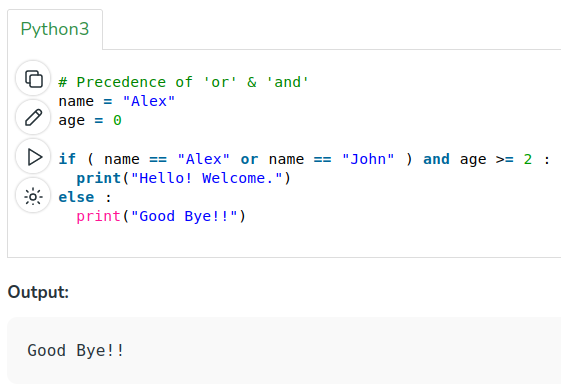 Python3
# Precedence of 'or' & 'and'
name = "Alex"
age = 0
if ( name == "Alex" or name == "John" ) and age >= 2 :
  print("Hello! Welcome.")
else :
  print("Good Bye!!")
Output:
Good Bye!!